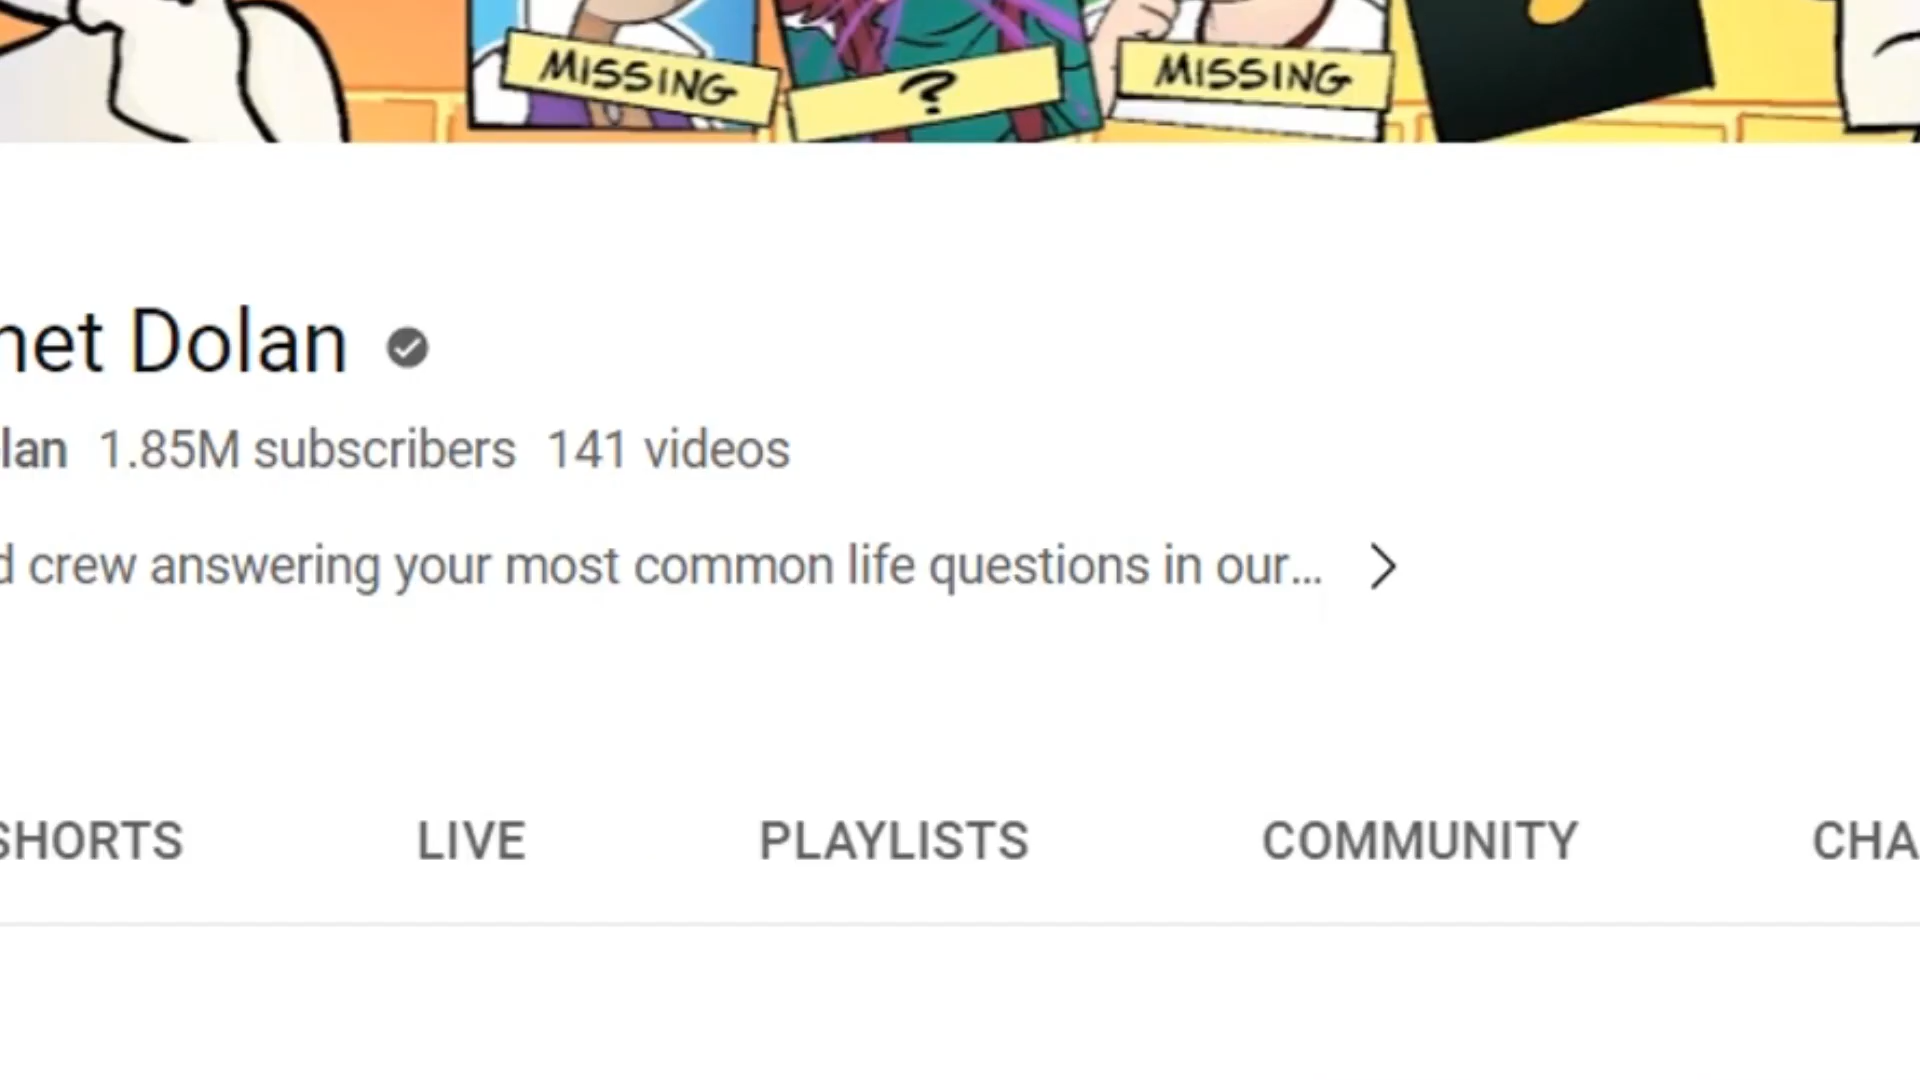 MISSING ? MISSING
net Dolan
lan 1.85M subscribers 141 videos
d crew answering your most common life questions in our...
SHORTS LIVE PLAYLISTS COMMUNITY CHA